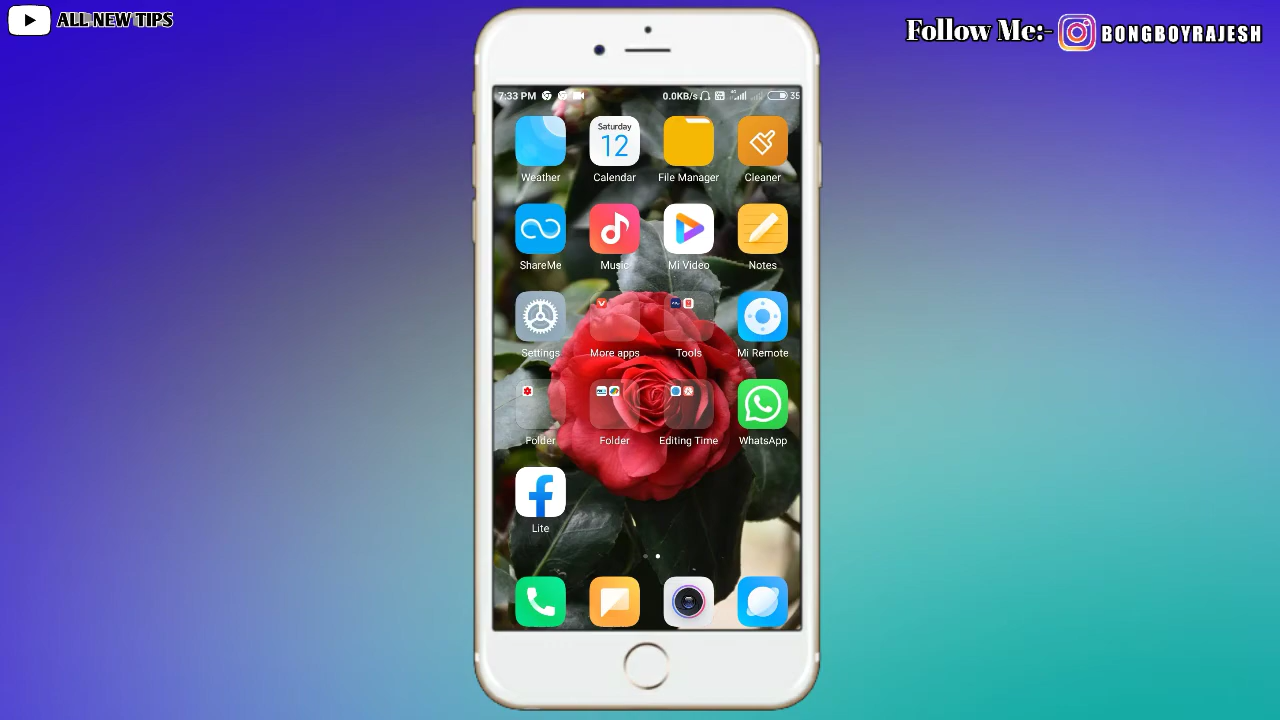 ALL NEW TIPS
Follow Me:- BONGBOYRAJESH
7:33 PM 0.0KB/s 35
Saturday
12
Weather Calendar File Manager Cleaner
ShareMe Music Mi Video Notes
Settings More apps Tools Mi Remote
Folder Folder Editing Time WhatsApp
Lite